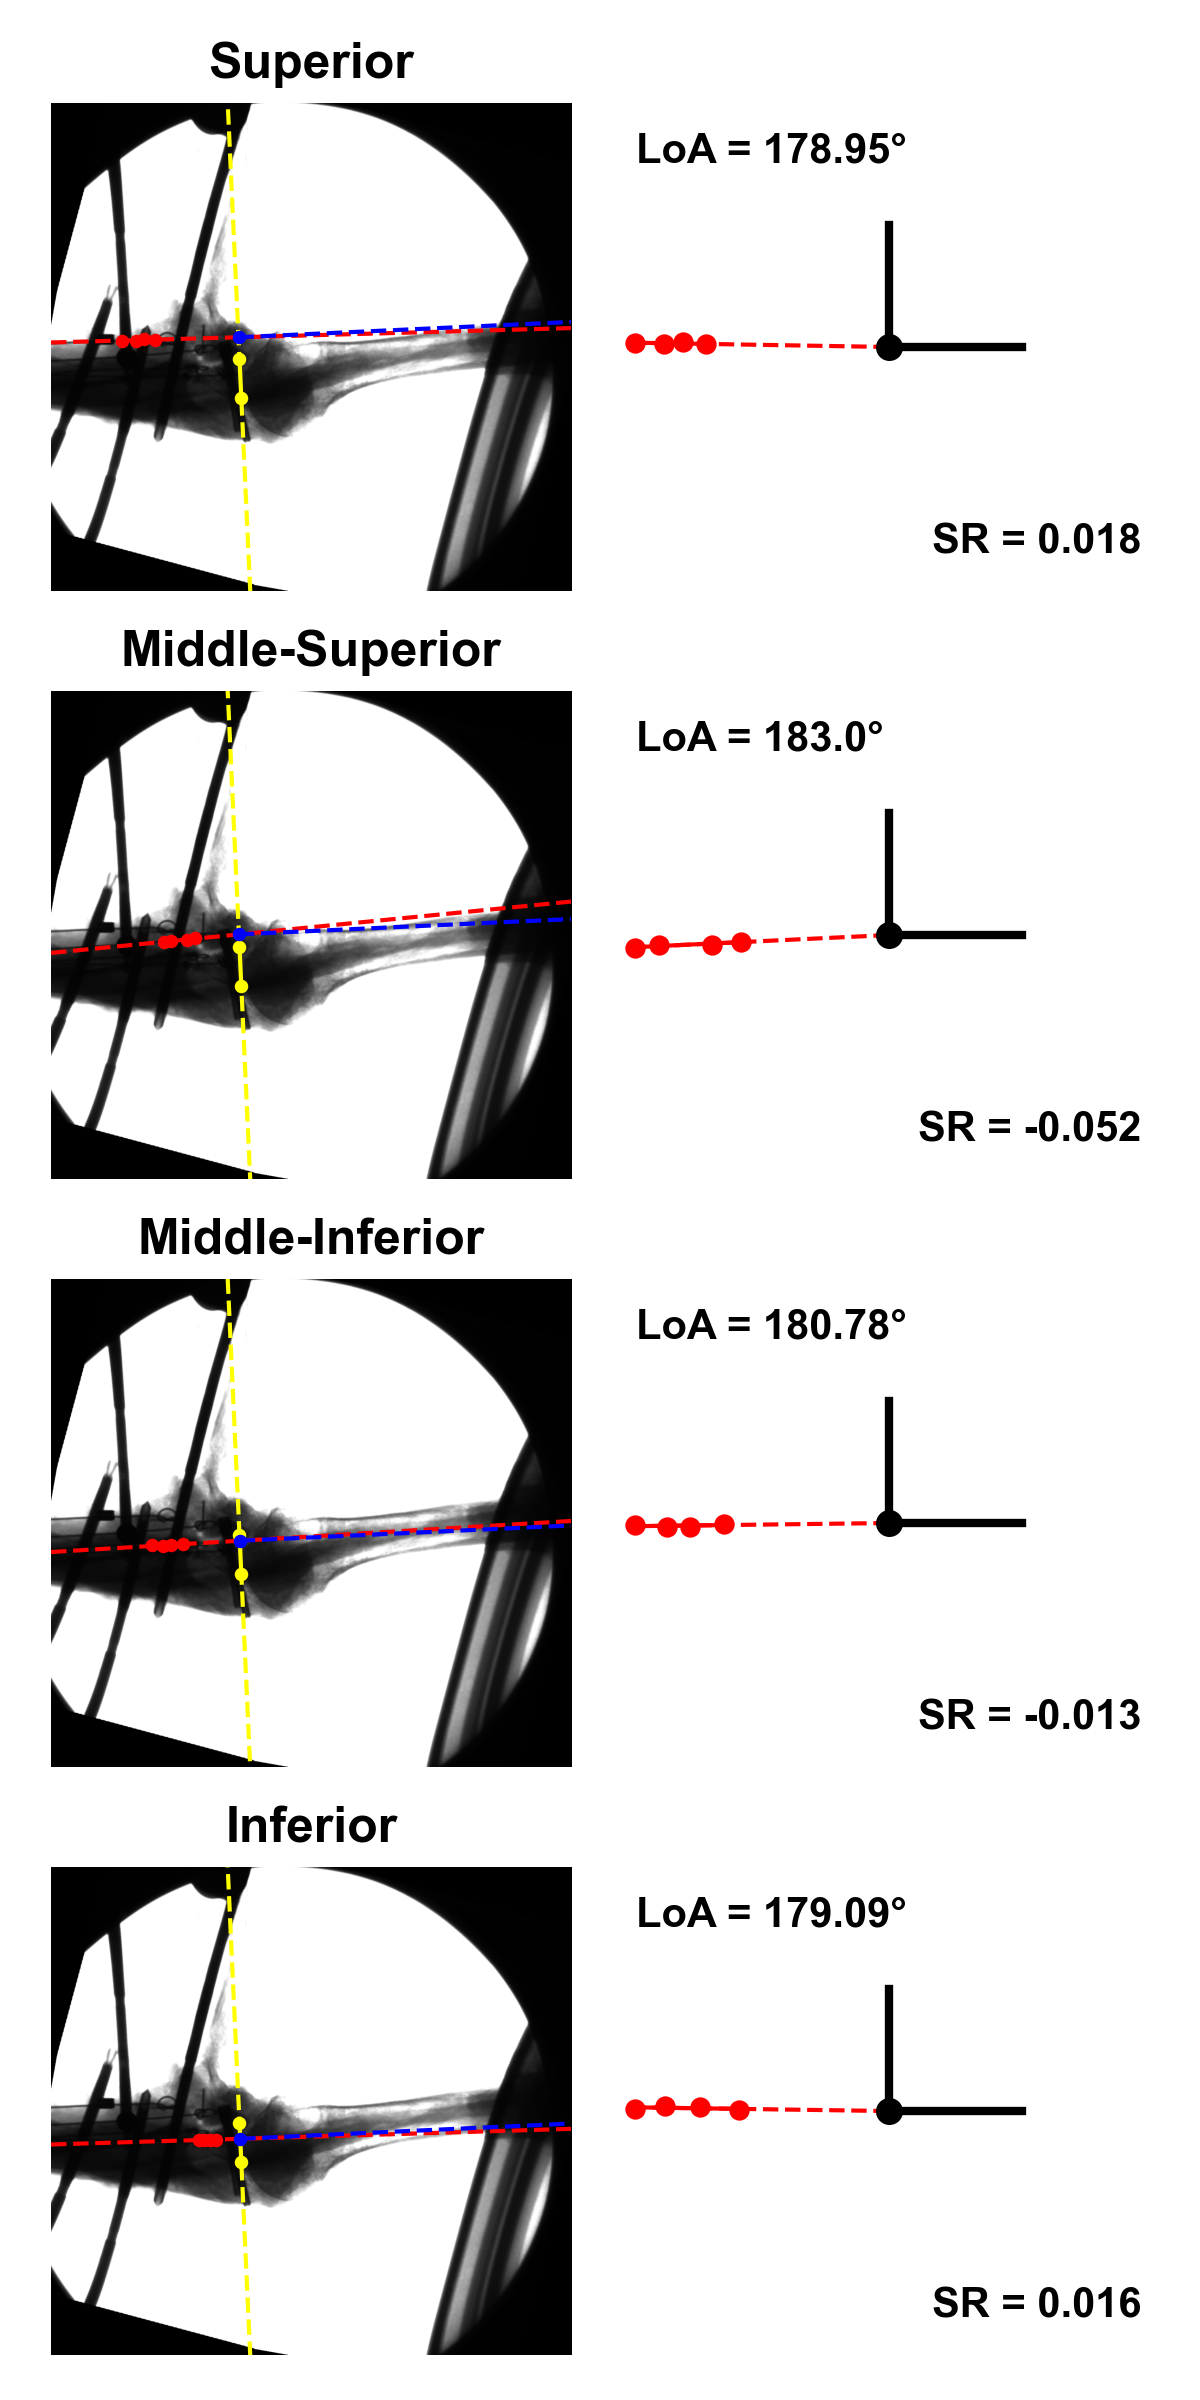 Superior
LoA = 178.95°
SR = 0.018
Middle-Superior
LoA = 183.0°
SR = -0.052
Middle-Inferior
LoA = 180.78°
SR = -0.013
Inferior
LoA = 179.09°
SR = 0.016